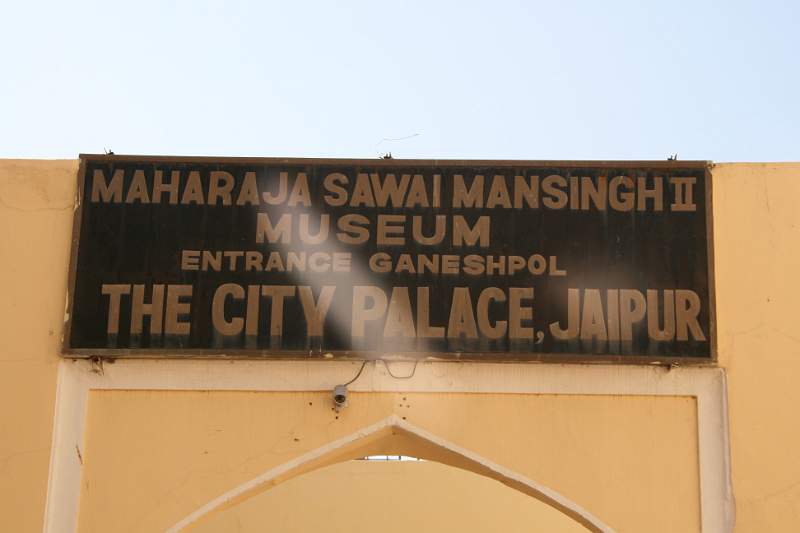 MAHARAJA SAWAI MANSINGH II
MUSEUM
ENTRANCE GANESHPOL
THE CITY PALACE, JAIPUR